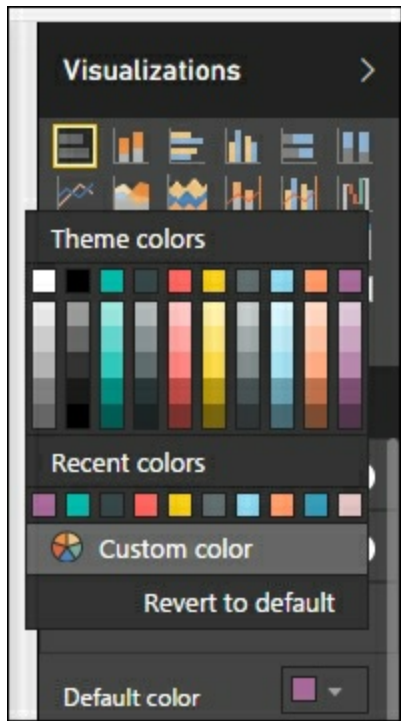 Visualizations
Theme colors
Recent colors
Custom color
Revert to default
Default color